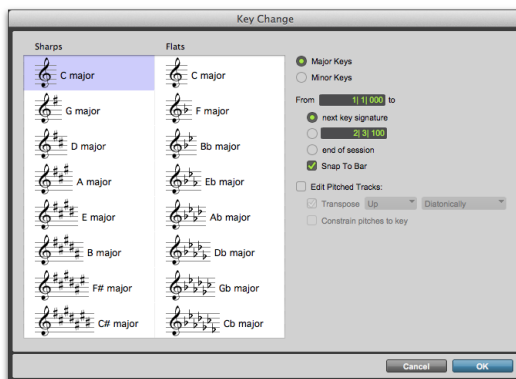 Key Change
Sharps Flats
C major C major
G major F major
D major Bb major
A major Eb major
E major Ab major
B major Db major
F# major Gb major
C# major Cb major
Major Keys
Minor Keys
From 1| 1| 000 to
next key signature
2| 3| 100
end of session
Snap To Bar
Edit Pitched Tracks:
Transpose Up Diatonically
Constrain pitches to key
Cancel OK